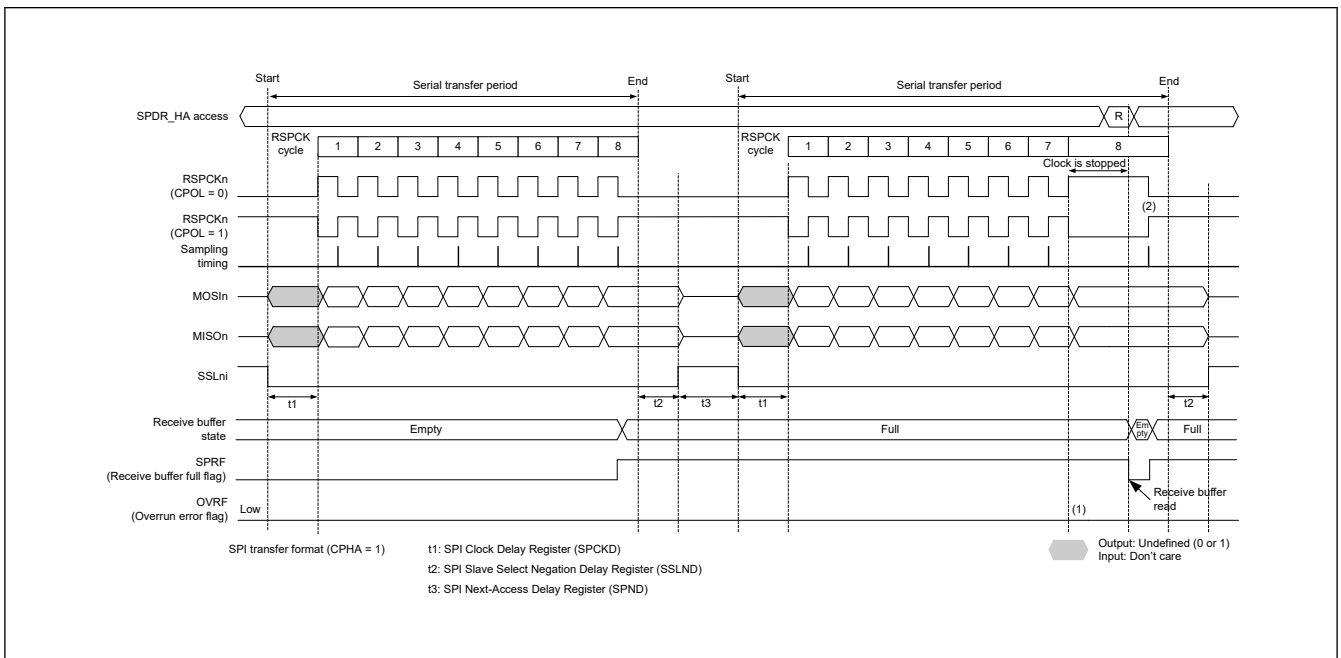 Start
Serial transfer period
End
Start
Serial transfer period
End
SPDR_HA access
R
RSPCK
cycle
1 2 3 4 5 6 7 8
RSPCK
cycle
1 2 3 4 5 6 7 8
Clock is stopped
RSPCKn
(CPOL = 0)
(2)
RSPCKn
(CPOL = 1)
Sampling
timing
MOSIn
MISOn
SSLni
t1
t2
t3
t1
t2
Receive buffer
state
Empty
Full
Em
pty
Full
SPRF
(Receive buffer full flag)
Receive buffer
read
OVRF
(Overrun error flag)
Low
(1)
SPI transfer format (CPHA = 1)
t1: SPI Clock Delay Register (SPCKD)
t2: SPI Slave Select Negation Delay Register (SSLND)
t3: SPI Next-Access Delay Register (SPND)
Output: Undefined (0 or 1)
Input: Don't care